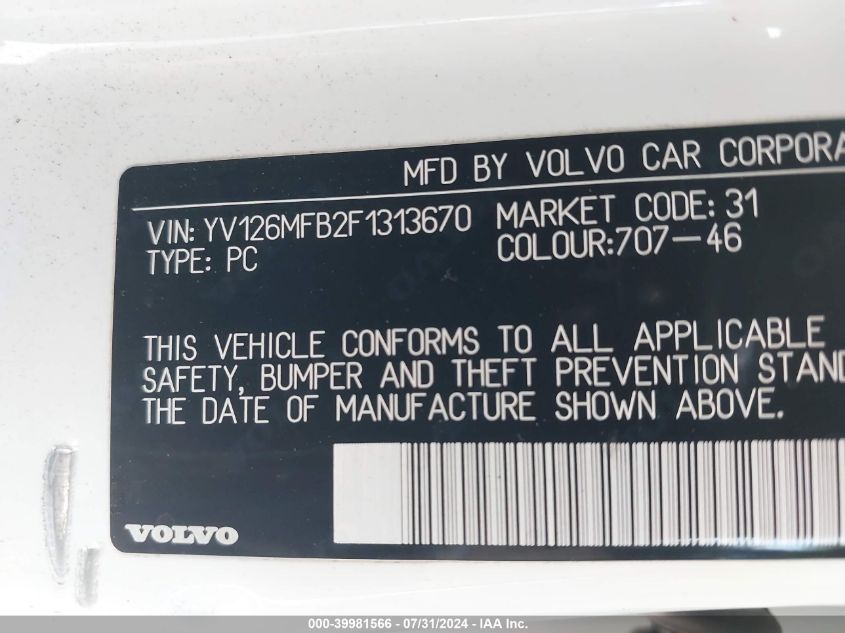 MFD BY VOLVO CAR CORPORA
VIN: YV126MFB2F1313670 MARKET CODE: 31
TYPE: PC COLOUR:707-46
THIS VEHICLE CONFORMS TO ALL APPLICABLE
SAFETY, BUMPER AND THEFT PREVENTION STAND
THE DATE OF MANUFACTURE SHOWN ABOVE.
VOLVO
000-39981566 / 07/31/2024 - IAA Inc.